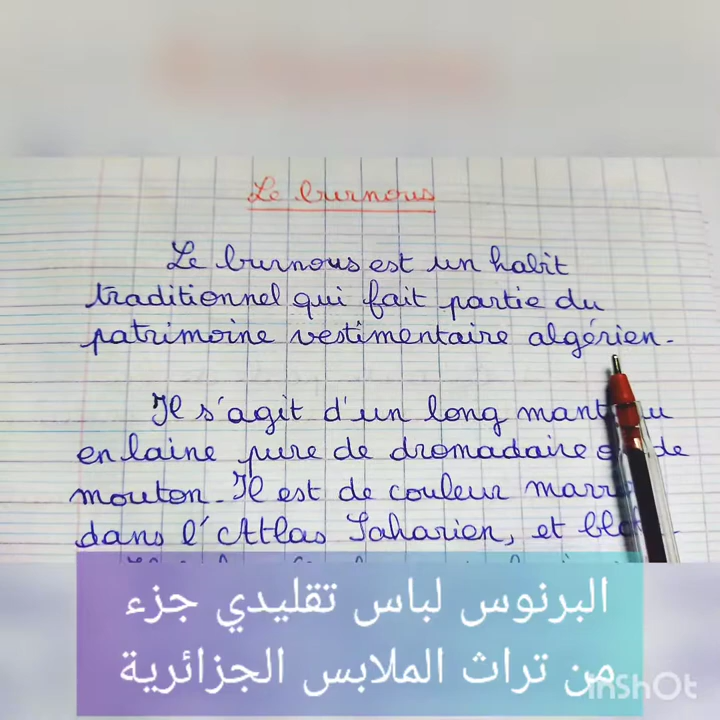 Le burnous
Le burnous est un habit
traditionnel qui fait partie du
patrimoine vestimentaire algérien.
Il s'agit d'un long
en laine pure de dromadaire de
mouton. Il est de couleur
dans l'Atlas Saharien, et
البرنوس لباس تقليدي جزء
من تراث الملابس الجزائرية
InShOt